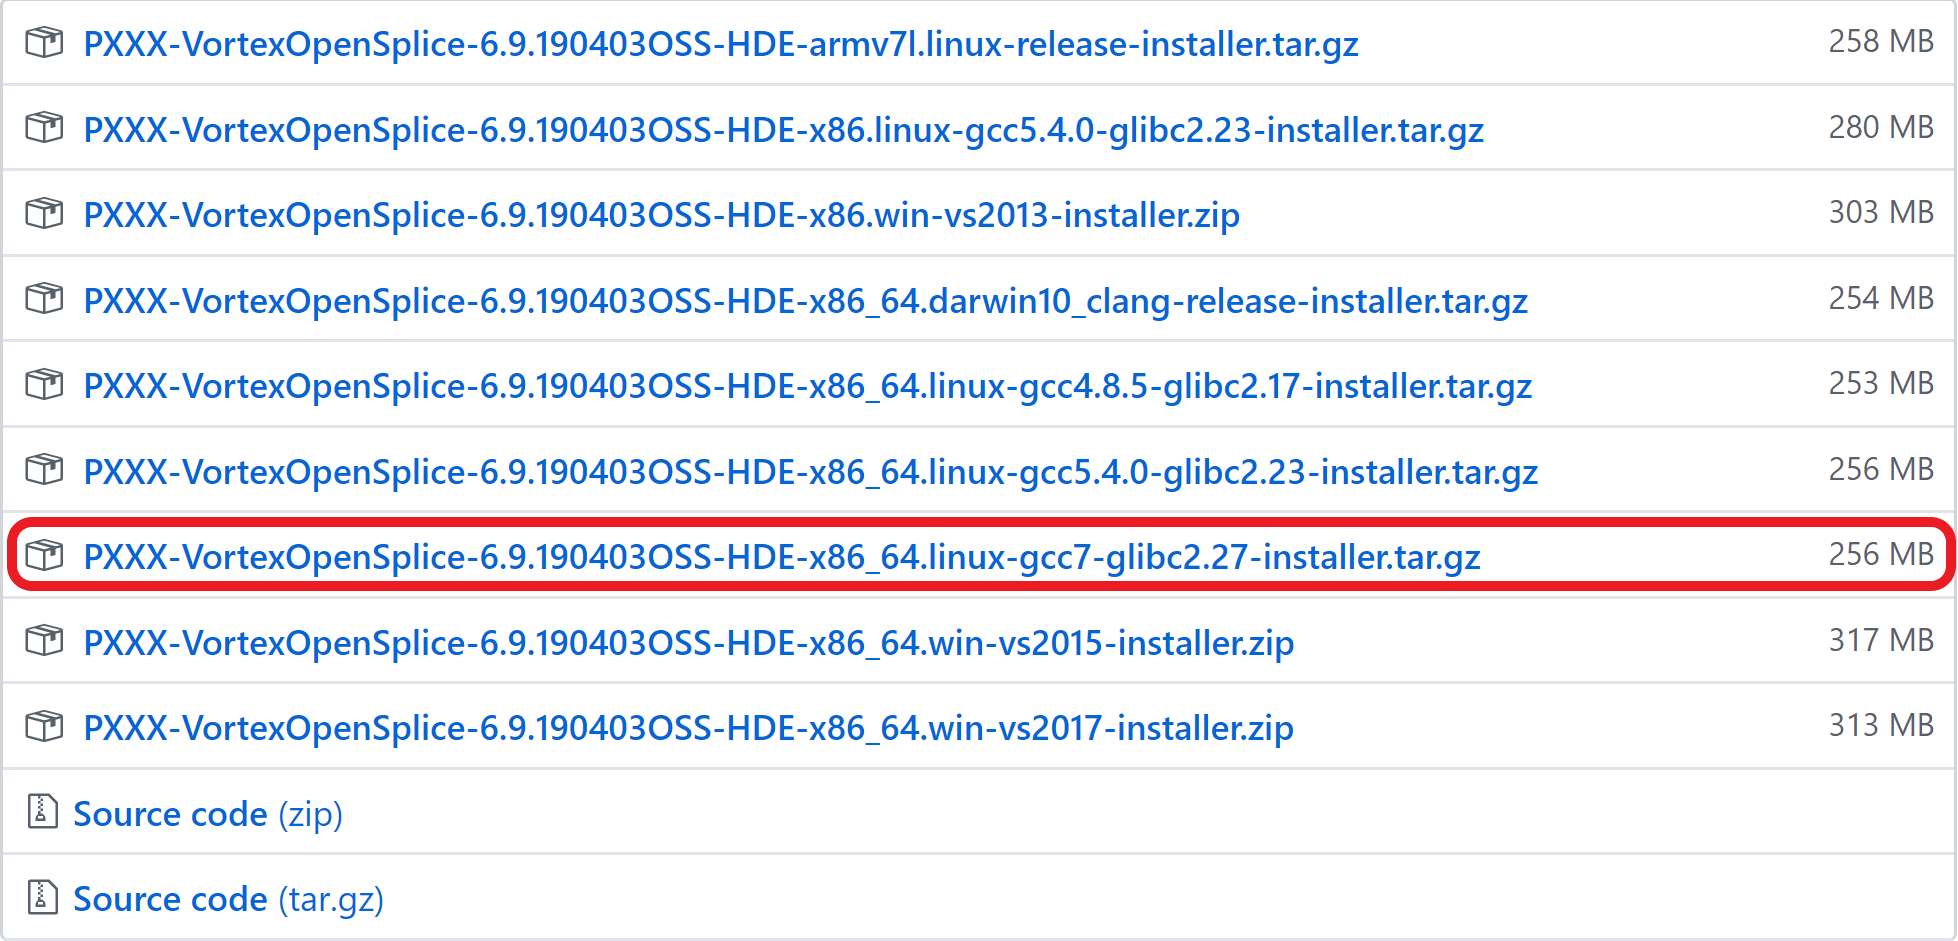 PXXX-VortexOpenSplice-6.9.190403OSS-HDE-armv7l.linux-release-installer.tar.gz 258 MB
PXXX-VortexOpenSplice-6.9.190403OSS-HDE-x86.linux-gcc5.4.0-glibc2.23-installer.tar.gz 280 MB
PXXX-VortexOpenSplice-6.9.190403OSS-HDE-x86.win-vs2013-installer.zip 303 MB
PXXX-VortexOpenSplice-6.9.190403OSS-HDE-x86_64.darwin10_clang-release-installer.tar.gz 254 MB
PXXX-VortexOpenSplice-6.9.190403OSS-HDE-x86_64.linux-gcc4.8.5-glibc2.17-installer.tar.gz 253 MB
PXXX-VortexOpenSplice-6.9.190403OSS-HDE-x86_64.linux-gcc5.4.0-glibc2.23-installer.tar.gz 256 MB
PXXX-VortexOpenSplice-6.9.190403OSS-HDE-x86_64.linux-gcc7-glibc2.27-installer.tar.gz 256 MB
PXXX-VortexOpenSplice-6.9.190403OSS-HDE-x86_64.win-vs2015-installer.zip 317 MB
PXXX-VortexOpenSplice-6.9.190403OSS-HDE-x86_64.win-vs2017-installer.zip 313 MB
Source code (zip)
Source code (tar.gz)